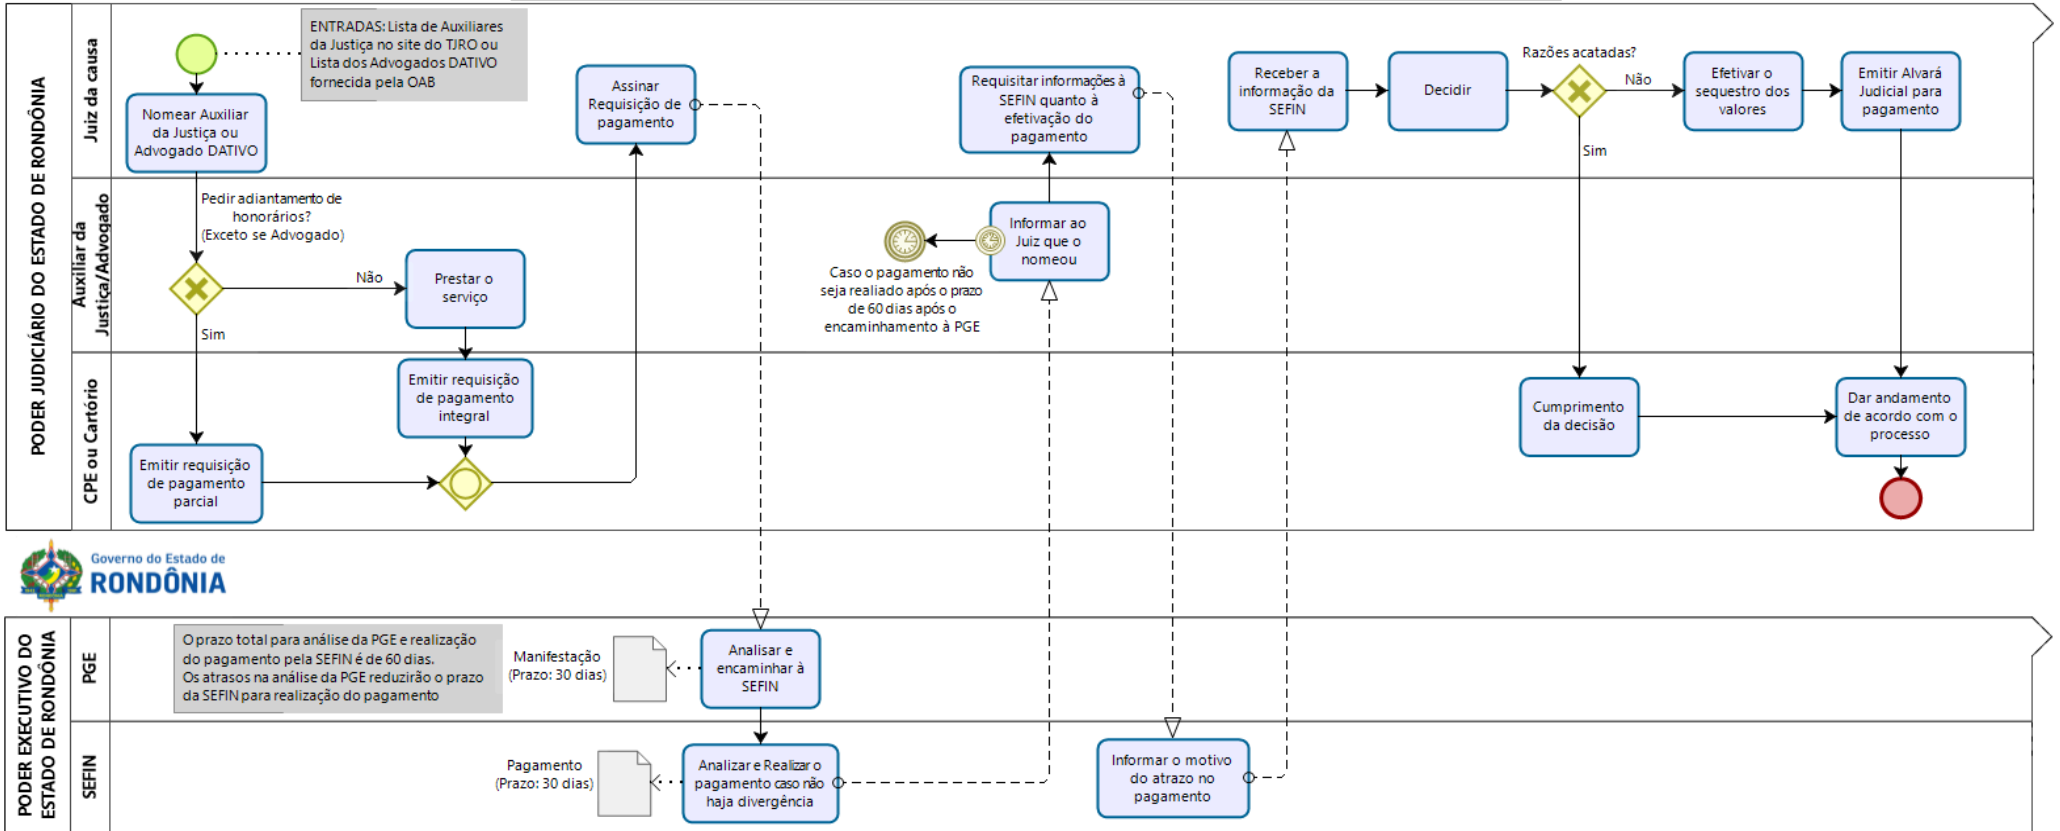 PODER JUDICIÁRIO DO ESTADO DE RONDÔNIA
Juiz da causa
ENTRADAS: Lista de Auxiliares
da Justiça no site do TJRO ou
Lista dos Advogados DATIVO
fornecida pela OAB
Nomear Auxiliar
da Justiça ou
Advogado DATIVO
Assinar
Requisição de
pagamento
Requisitar informações à
SEFIN quanto à
efetivação do
pagamento
Receber a
informação da
SEFIN
Decidir
Razões acatadas?
Não
Sim
Efetivar o
sequestro dos
valores
Emitir Alvará
Judicial para
pagamento
Auxiliar da
Justiça/Advogado
Pedir adiantamento de
honorários?
(Exceto se Advogado)
Não
Sim
Prestar o
serviço
Informar ao
Juiz que o
nomeou
Caso o pagamento não
seja realiado após o prazo
de 60 dias após o
encaminhamento à PGE
CPE ou Cartório
Emitir requisição
de pagamento
integral
Emitir requisição
de pagamento
parcial
Cumprimento
da decisão
Dar andamento
de acordo com o
processo
Governo do Estado de
RONDÔNIA
PODER EXECUTIVO DO
ESTADO DE RONDÔNIA
PGE
O prazo total para análise da PGE e realização
do pagamento pela SEFIN é de 60 dias.
Os atrasos na análise da PGE reduzirão o prazo
da SEFIN para realização do pagamento
Manifestação
(Prazo: 30 dias)
Analisar e
encaminhar à
SEFIN
SEFIN
Pagamento
(Prazo: 30 dias)
Analizar e Realizar o
pagamento caso não
haja divergência
Informar o motivo
do atrazo no
pagamento